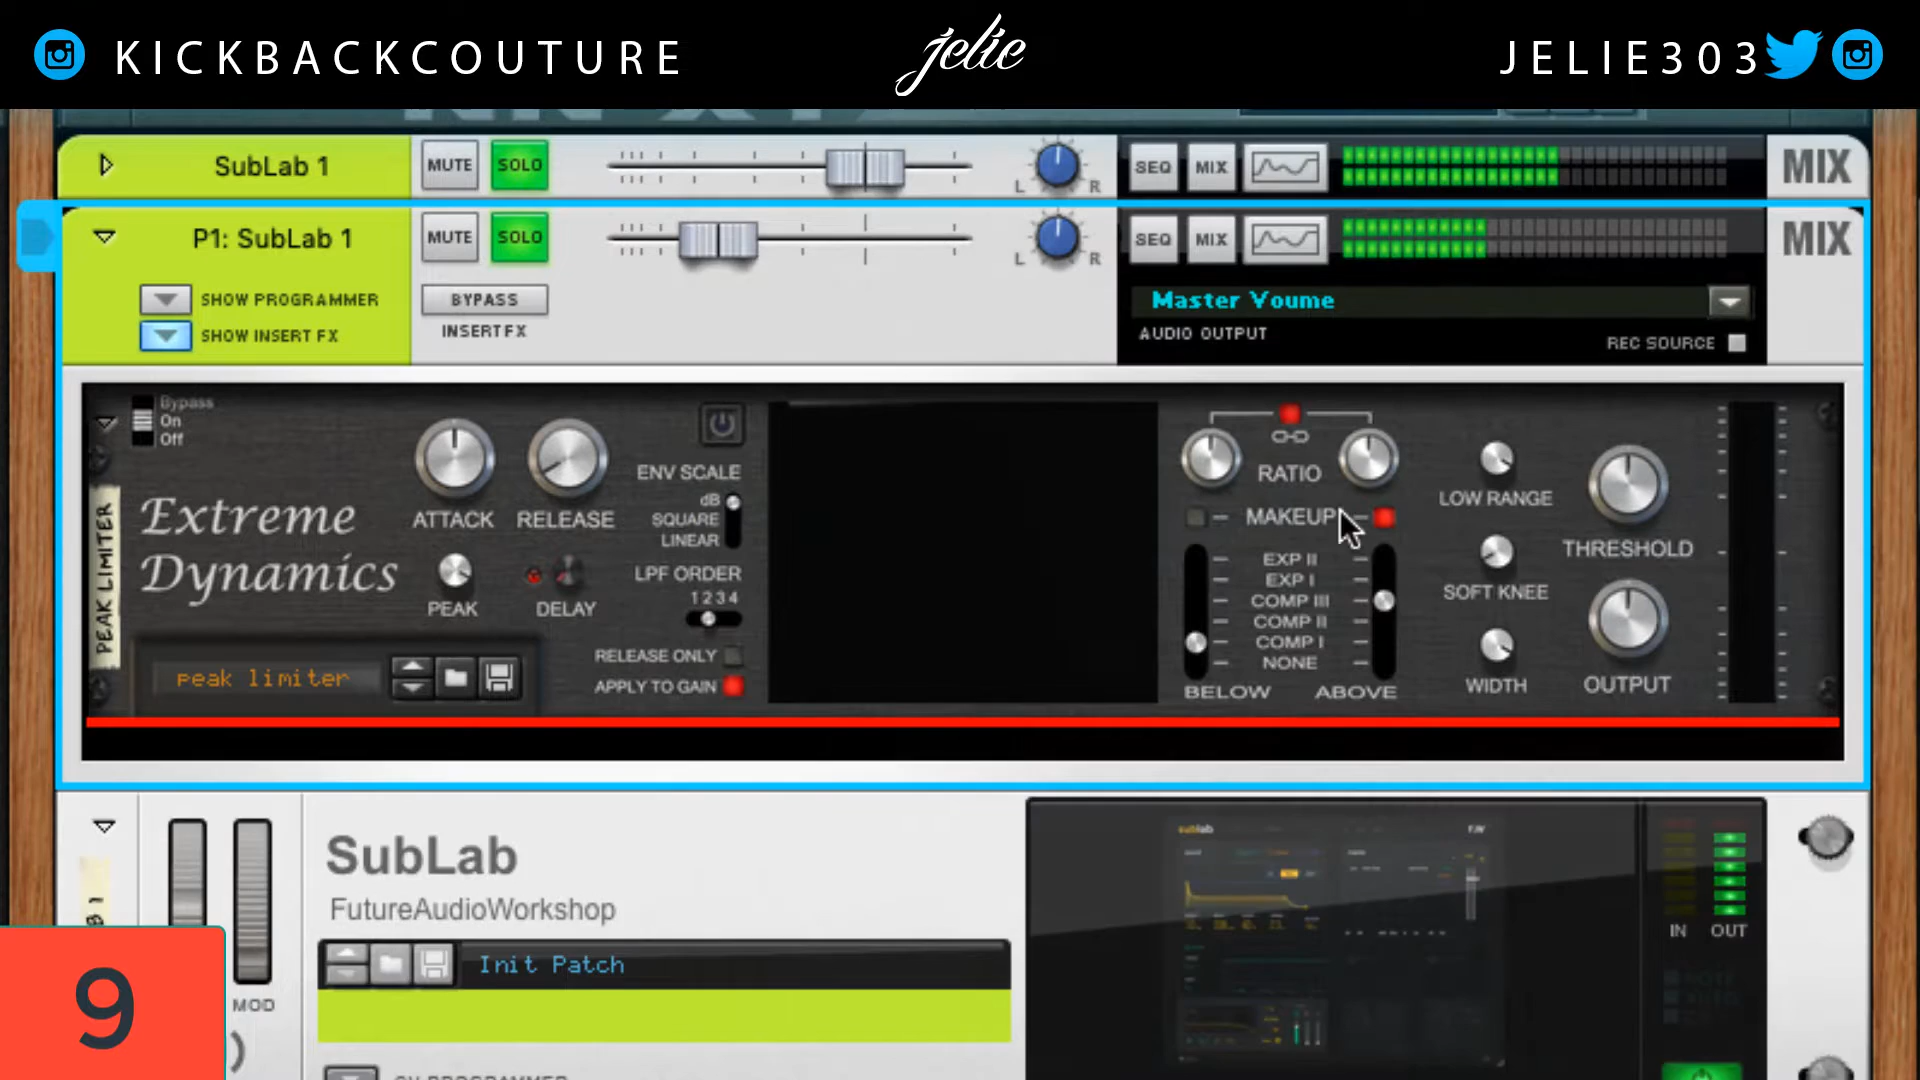 KICKBACKCOUTURE
jelie
JELIE303
SubLab 1
MUTE
SOLO
L
R
SEQ
MIX
MIX
P1: SubLab 1
MUTE
SOLO
L
R
SEQ
MIX
MIX
SHOW PROGRAMMER
BYPASS
Master Voume
SHOW INSERT FX
INSERT FX
AUDIO OUTPUT
REC SOURCE
Bypass
On
Off
PEAK LIMITER
Extreme
Dynamics
ATTACK
RELEASE
PEAK
DELAY
ENV SCALE
dB
SQUARE
LINEAR
LPF ORDER
1 2 3 4
RELEASE ONLY
APPLY TO GAIN
peak limiter
RATIO
MAKEUP
EXP II
EXP I
COMP III
COMP II
COMP I
NONE
BELOW
ABOVE
LOW RANGE
SOFT KNEE
WIDTH
THRESHOLD
OUTPUT
SubLab
FutureAudioWorkshop
Init Patch
MOD
sublab
IN
OUT
9